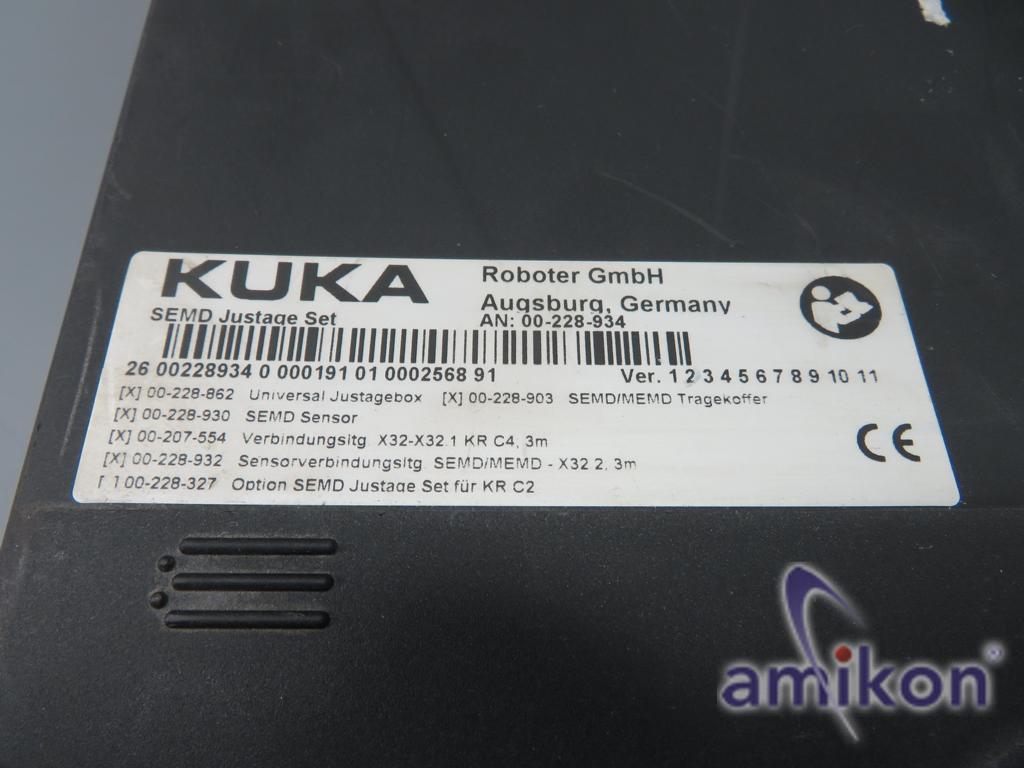 KUKA
Roboter GmbH
Augsburg, Germany
SEMD Justage Set
AN: 00-228-934
26 00228934 0 000191 01 0002568 91
Ver. 1 2 3 4 5 6 7 8 9 10 11
[X] 00-228-862 Universal Justagebox [X] 00-228-903 SEMD/MEMD Tragekoffer
[X] 00-228-930 SEMD Sensor
[X] 00-207-554 Verbindungsltg. X32-X32.1 KR C4, 3m
[X] 00-228-932 Sensorverbindungsltg. SEMD/MEMD - X32.2, 3m
[ ] 00-228-327 Option SEMD Justage Set für KR C2
CE
amikon®